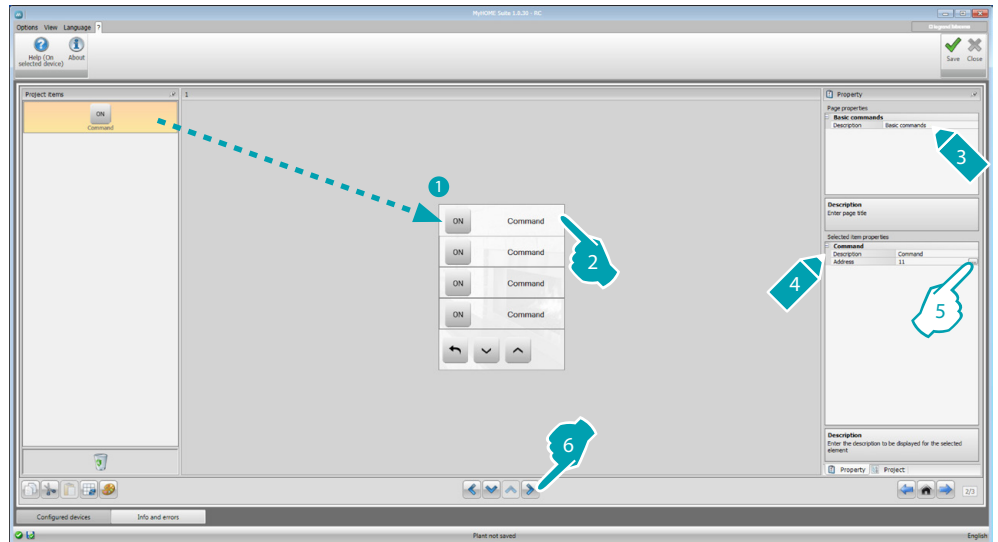 MyHOME Suite 1.0.20 - RC
Options View Language ?
Help (On
selected device)
About
Save Close
Project items
1
Property
ON
Command
Page properties
Basic commands
Description Basic commands
3
Description
Enter page title
1
ON Command
2
ON Command
ON Command
ON Command
Selected item properties
Command
Description Command
Address 11
4
5
6
Description
Enter the description to be displayed for the selected
element
Property Project
2/3
Configured devices Info and errors
Plant not saved English